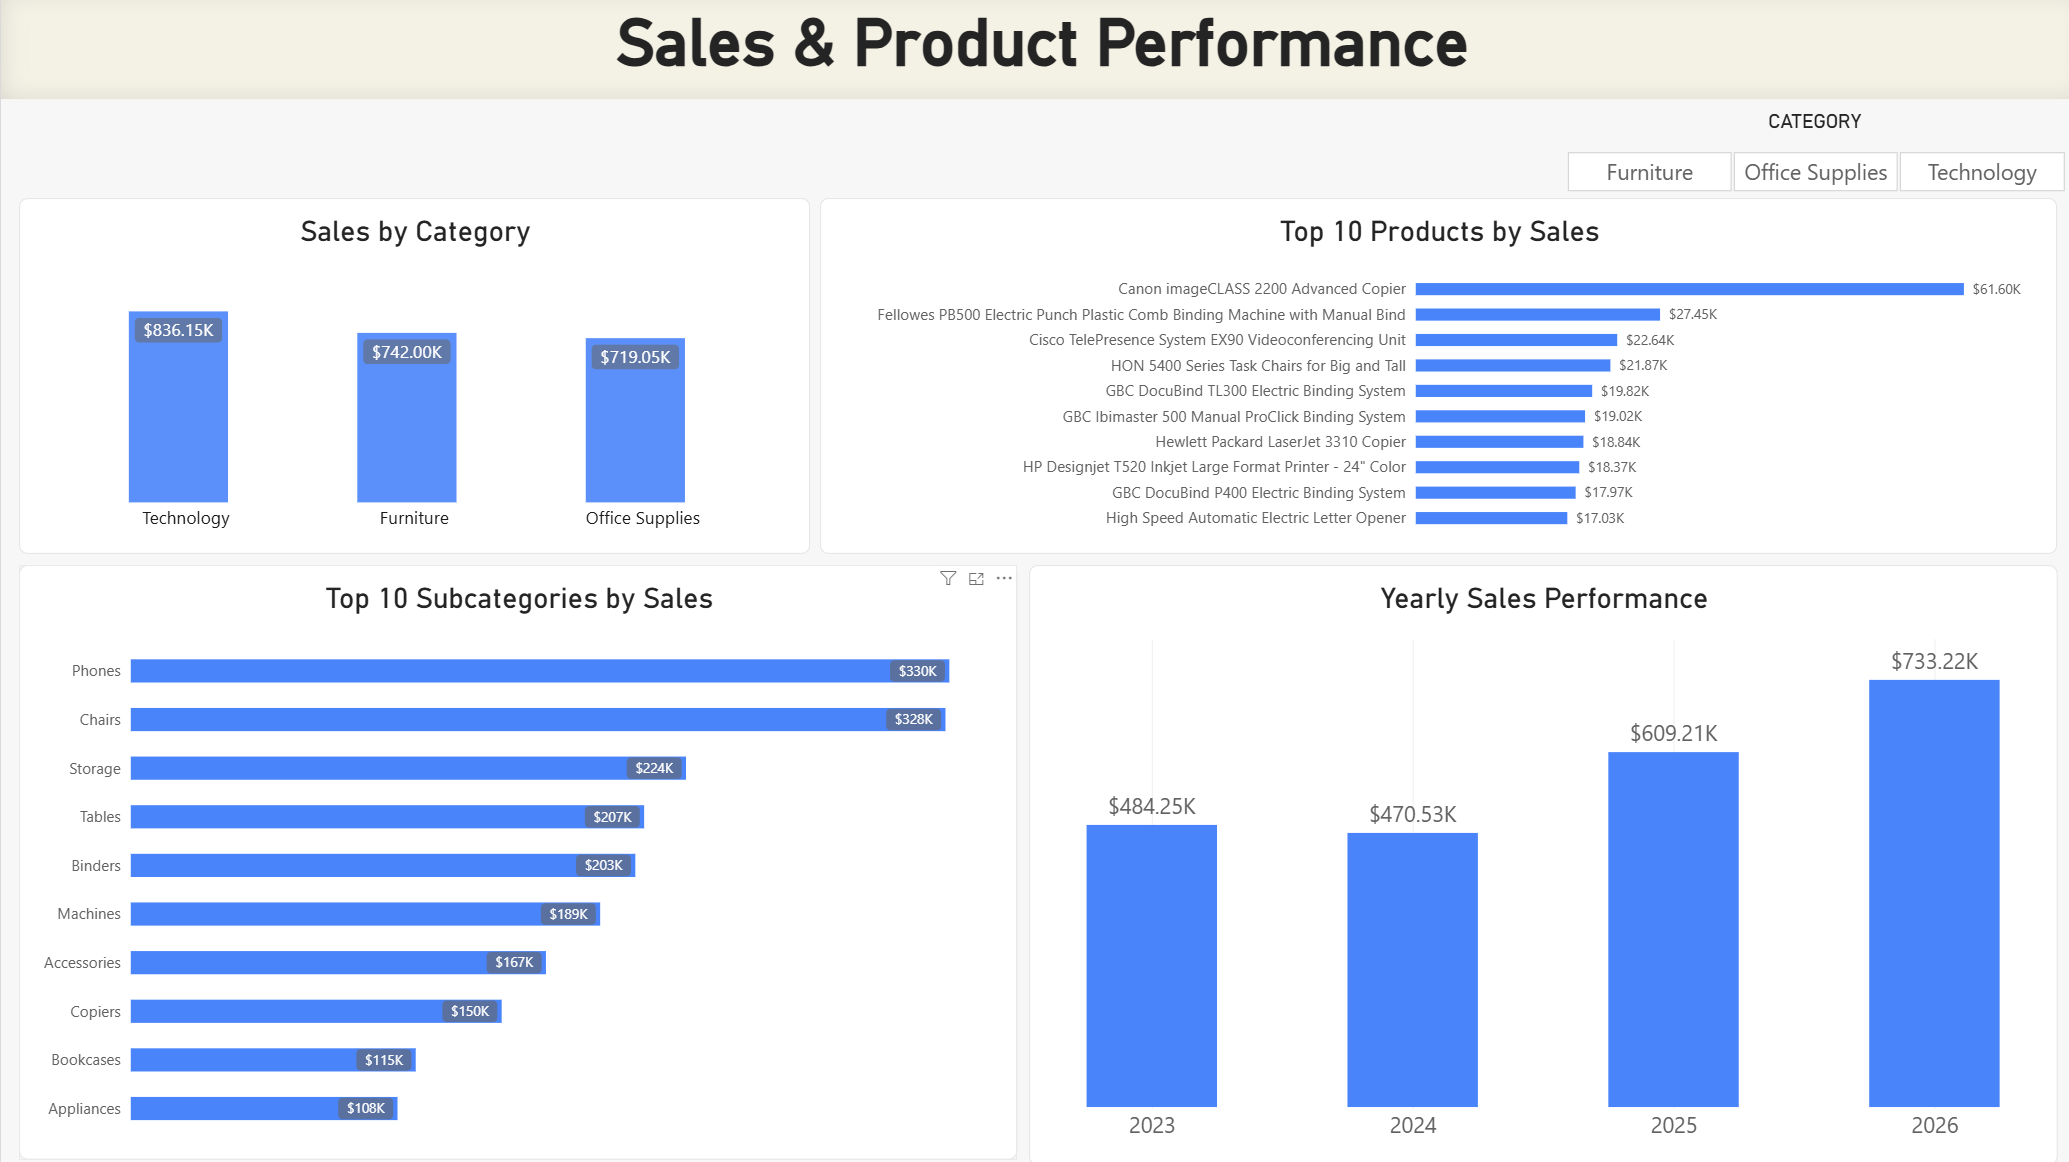 Sales & Product Performance
CATEGORY
Furniture
Office Supplies
Technology
Sales by Category
$836.15K
$742.00K
$719.05K
Technology
Furniture
Office Supplies
Top 10 Products by Sales
Canon imageCLASS 2200 Advanced Copier $61.60K
Fellowes PB500 Electric Punch Plastic Comb Binding Machine with Manual Bind $27.45K
Cisco TelePresence System EX90 Videoconferencing Unit $22.64K
HON 5400 Series Task Chairs for Big and Tall $21.87K
GBC DocuBind TL300 Electric Binding System $19.82K
GBC Ibimaster 500 Manual ProClick Binding System $19.02K
Hewlett Packard LaserJet 3310 Copier $18.84K
HP Designjet T520 Inkjet Large Format Printer - 24" Color $18.37K
GBC DocuBind P400 Electric Binding System $17.97K
High Speed Automatic Electric Letter Opener $17.03K
Top 10 Subcategories by Sales
Phones $330K
Chairs $328K
Storage $224K
Tables $207K
Binders $203K
Machines $189K
Accessories $167K
Copiers $150K
Bookcases $115K
Appliances $108K
Yearly Sales Performance
$484.25K
$470.53K
$609.21K
$733.22K
2023
2024
2025
2026